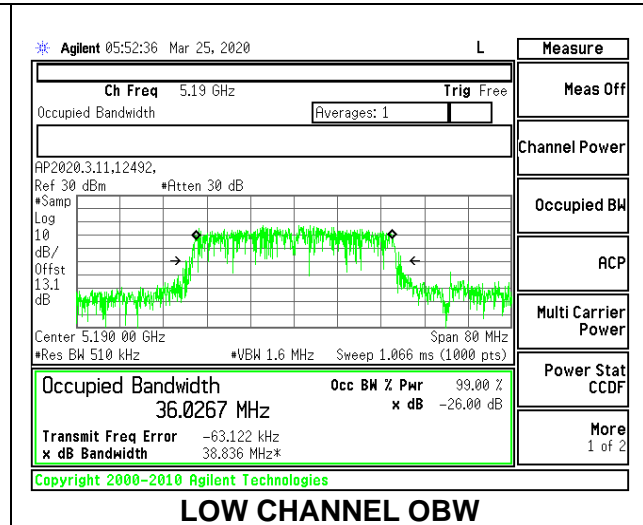 Agilent 05:52:36 Mar 25, 2020 L
Measure
Ch Freq 5.19 GHz Trig Free
Occupied Bandwidth Averages: 1
Meas Off
Channel Power
Occupied BW
ACP
Multi Carrier
Power
Power Stat
CCDF
More
1 of 2
AP2020.3.11,12492,
Ref 30 dBm #Atten 30 dB
#Samp
Log
10
dB/
Offst
13.1
dB
Center 5.190 00 GHz Span 80 MHz
#Res BW 510 kHz #VBW 1.6 MHz Sweep 1.066 ms (1000 pts)
Occupied Bandwidth Occ BW % Pwr 99.00 %
36.0267 MHz x dB -26.00 dB
Transmit Freq Error -63.122 kHz
x dB Bandwidth 38.836 MHz*
Copyright 2000-2010 Agilent Technologies
LOW CHANNEL OBW